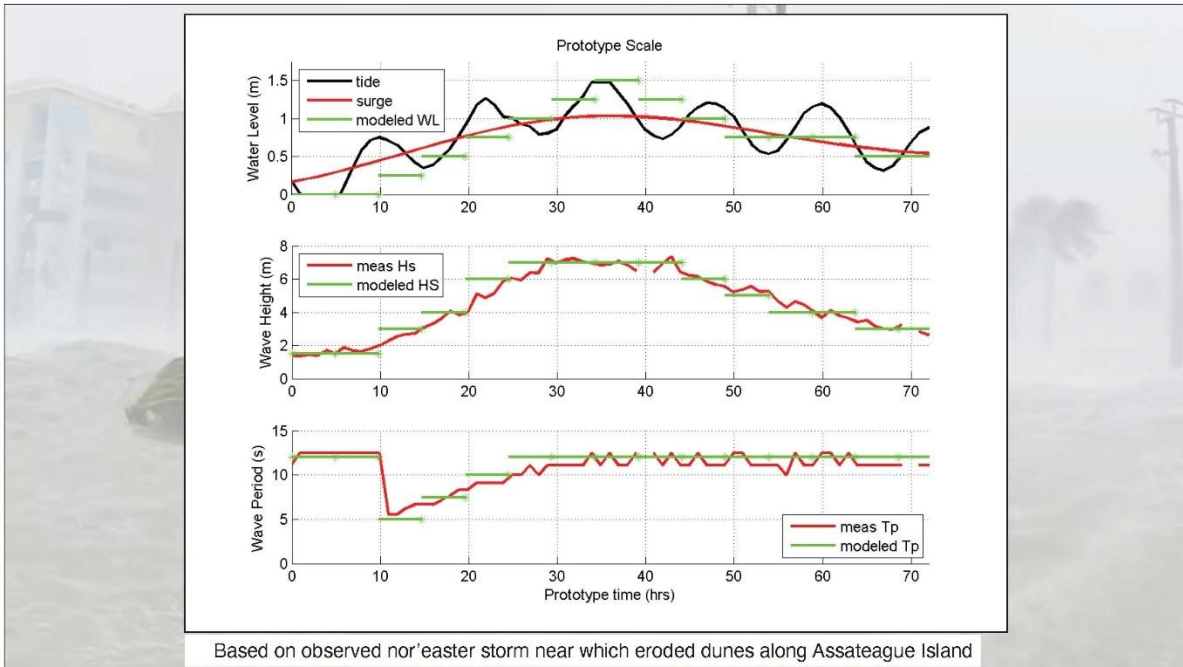 Prototype Scale
Water Level (m)
1.5
1
0.5
0
tide
surge
modeled WL
0 10 20 30 40 50 60 70
Wave Height (m)
8
6
4
2
0
meas Hs
modeled HS
0 10 20 30 40 50 60 70
Wave Period (s)
15
10
5
0
meas Tp
modeled Tp
0 10 20 30 40 50 60 70
Prototype time (hrs)
Based on observed nor'easter storm near which eroded dunes along Assateague Island